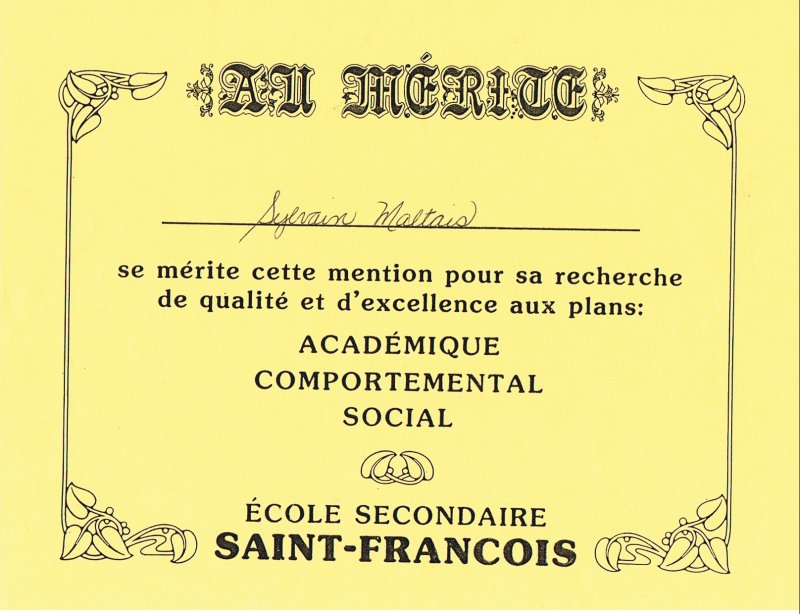 AU MÉRITE
Sylvain Maltais
se mérite cette mention pour sa recherche
de qualité et d'excellence aux plans:
ACADÉMIQUE
COMPORTEMENTAL
SOCIAL
ÉCOLE SECONDAIRE
SAINT-FRANCOIS